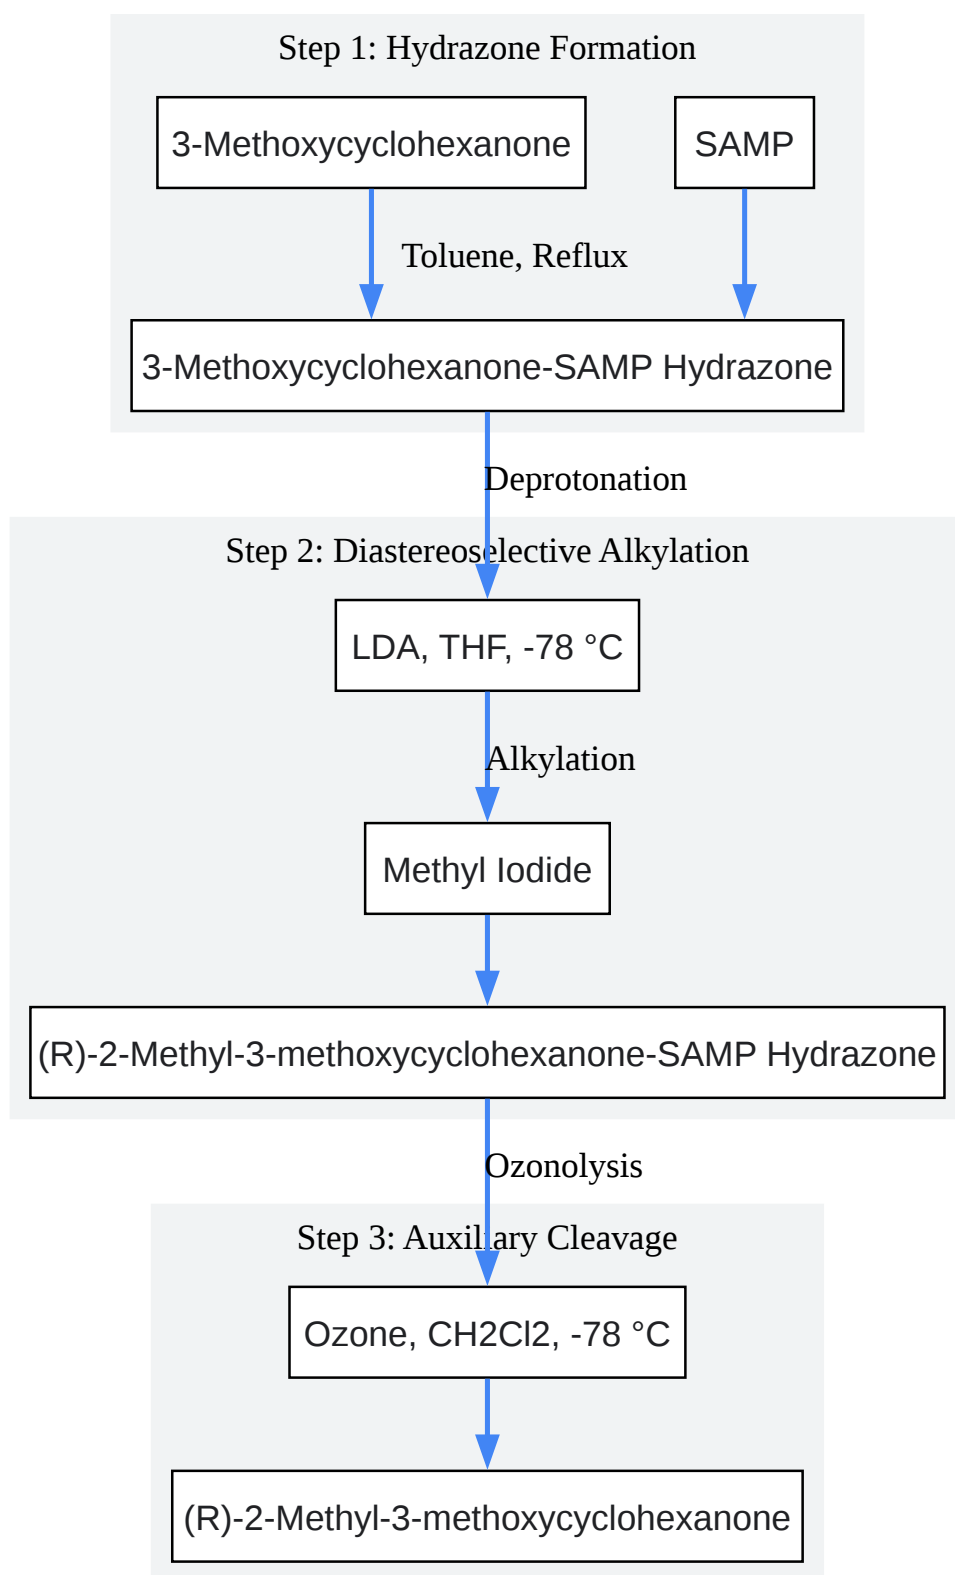 Step 1: Hydrazone Formation
3-Methoxycyclohexanone
SAMP
Toluene, Reflux
3-Methoxycyclohexanone-SAMP Hydrazone
Deprotonation
Step 2: Diastereoselective Alkylation
LDA, THF, -78 °C
Alkylation
Methyl Iodide
(R)-2-Methyl-3-methoxycyclohexanone-SAMP Hydrazone
Ozonolysis
Step 3: Auxiliary Cleavage
Ozone, CH2Cl2, -78 °C
(R)-2-Methyl-3-methoxycyclohexanone